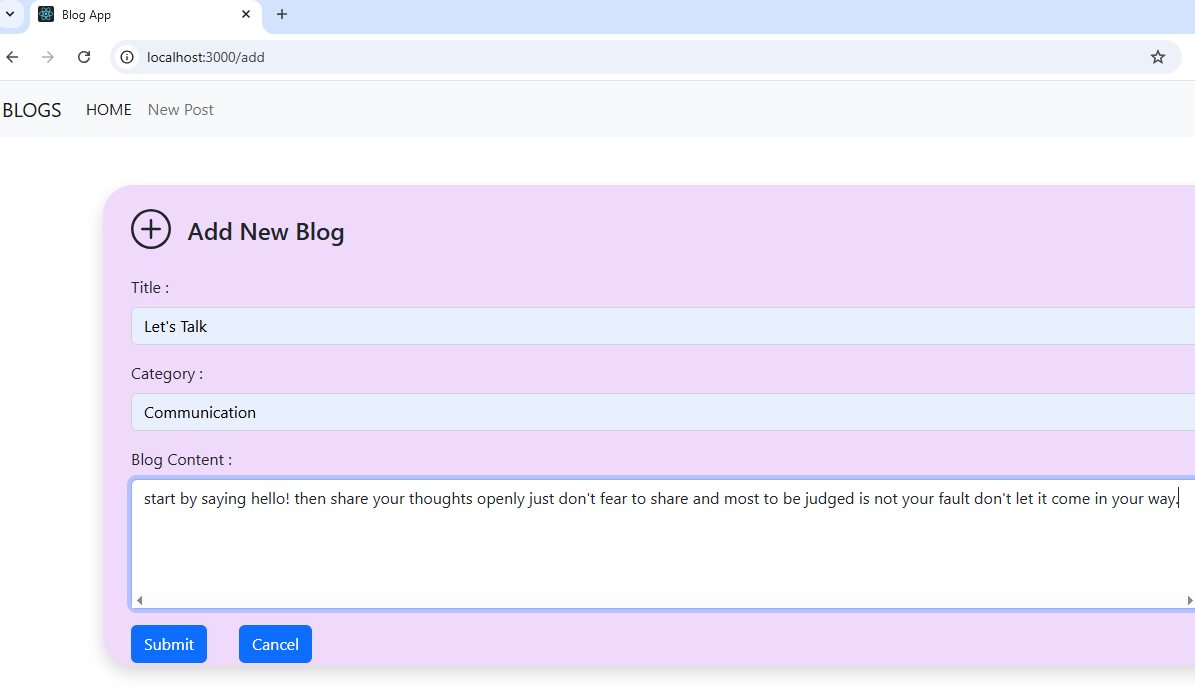 Blog App
localhost:3000/add
BLOGS HOME New Post
Add New Blog
Title :
Let's Talk
Category :
Communication
Blog Content :
start by saying hello! then share your thoughts openly just don't fear to share and most to be judged is not your fault don't let it come in your way.
Submit Cancel